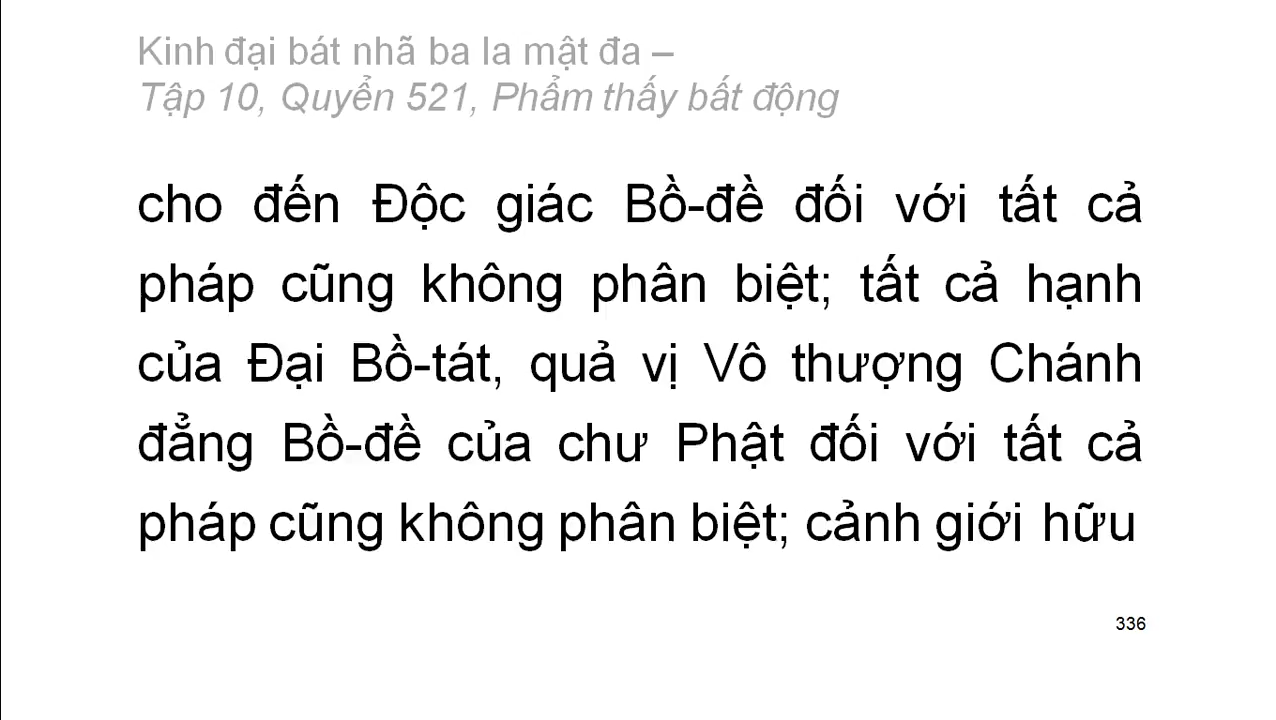 Kinh đại bát nhã ba la mật đa –
Tập 10, Quyển 521, Phẩm thấy bất động
cho đến Độc giác Bồ-đề đối với tất cả
pháp cũng không phân biệt; tất cả hạnh
của Đại Bồ-tát, quả vị Vô thượng Chánh
đẳng Bồ-đề của chư Phật đối với tất cả
pháp cũng không phân biệt; cảnh giới hữu
336